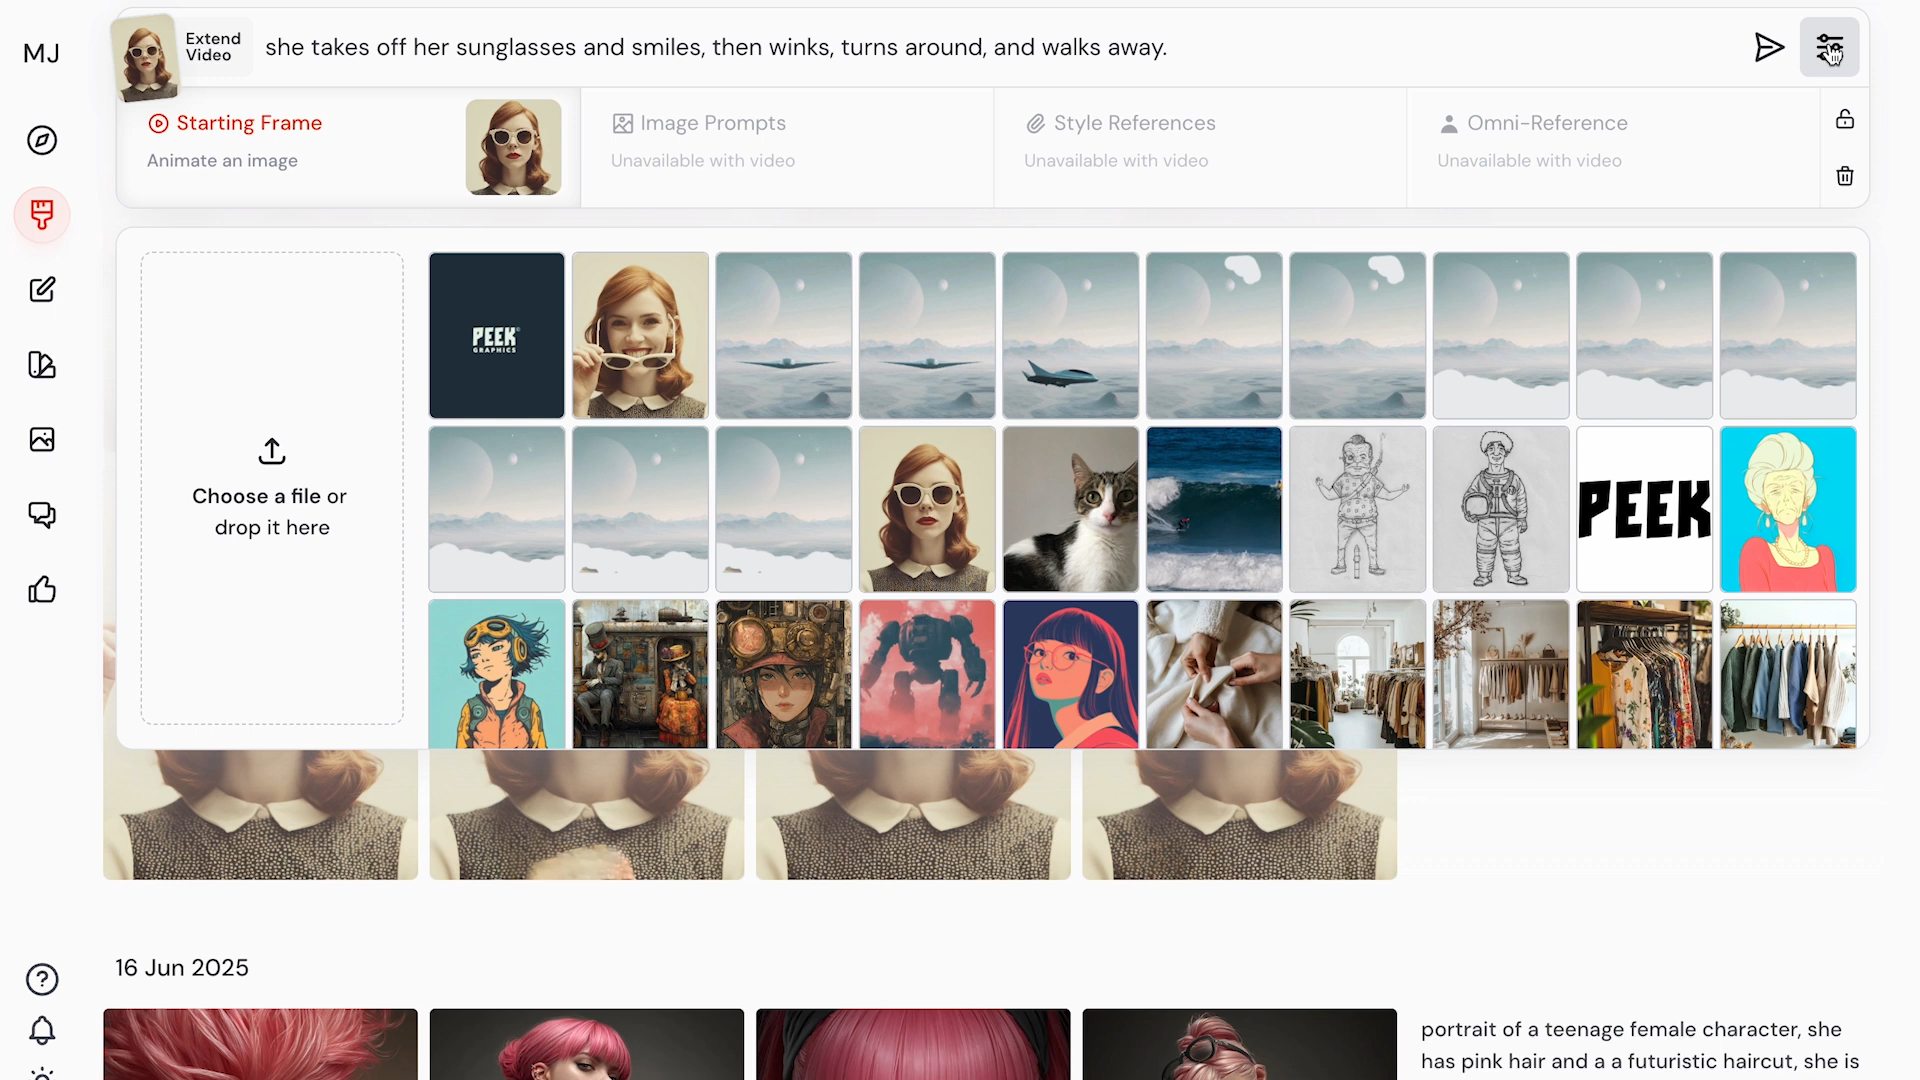 MJ
Extend
Video
she takes off her sunglasses and smiles, then winks, turns around, and walks away.
Starting Frame
Animate an image
Image Prompts
Unavailable with video
Style References
Unavailable with video
Omni-Reference
Unavailable with video
Choose a file or
drop it here
PEEK
GRAPHICS
PEEK
16 Jun 2025
portrait of a teenage female character, she
has pink hair and a a futuristic haircut, she is